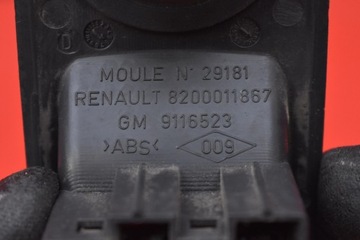 MOULE N° 29181
RENAULT 8200011867
GM 9116523
>ABS< 009